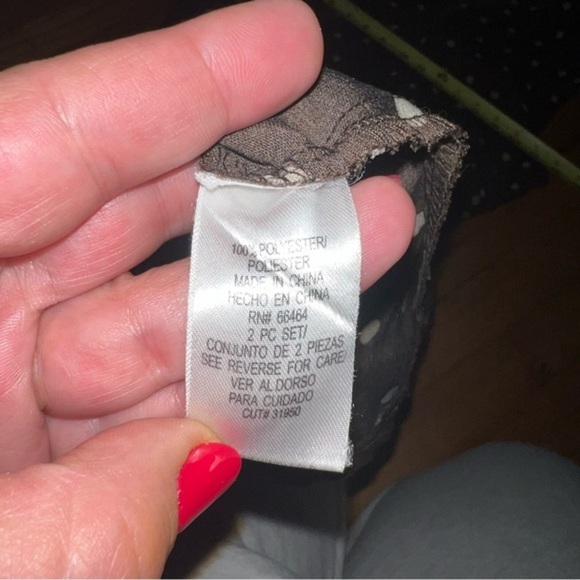 100% POLYESTER/
POLIESTER
MADE IN CHINA
HECHO EN CHINA
RN# 66464
2 PC SET/
CONJUNTO DE 2 PIEZAS
SEE REVERSE FOR CARE/
VER AL DORSO
PARA CUIDADO
CUT# 31950